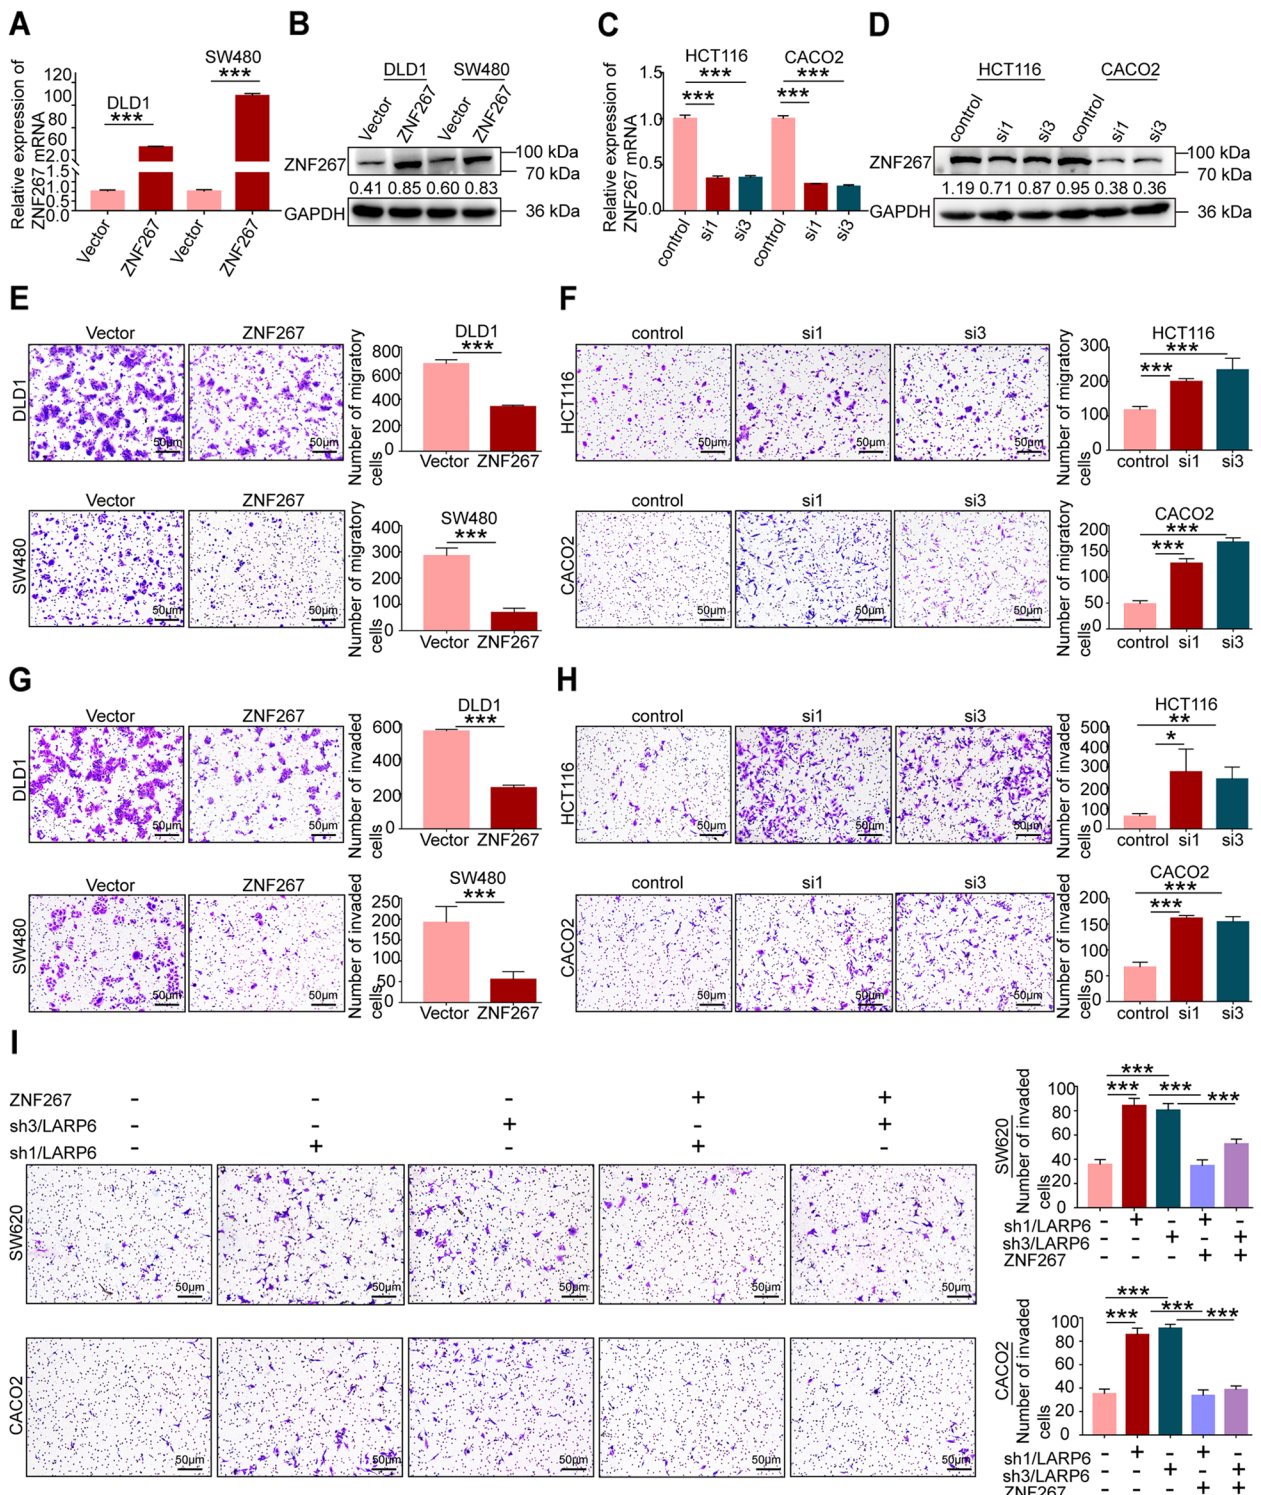 A
Relative expression of
ZNF267 mRNA
120
100
80
60
2.0
1.5
1.0
0.5
0.0
DLD1
***
SW480
***
Vector
ZNF267
Vector
ZNF267
B
DLD1 SW480
Vector ZNF267 Vector ZNF267
ZNF267
100 kDa
70 kDa
0.41 0.85 0.60 0.83
GAPDH
36 kDa
C
Relative expression of
ZNF267 mRNA
1.5
1.0
0.5
0.0
HCT116 CACO2
*** ***
*** ***
control si1 si3 control si1 si3
D
HCT116 CACO2
control si1 si3 control si1 si3
ZNF267
100 kDa
70 kDa
1.19 0.71 0.87 0.95 0.38 0.36
GAPDH
36 kDa
E
Vector ZNF267
DLD1
50μm 50μm
Number of migratory
cells
DLD1
***
800
600
400
200
0
Vector ZNF267
Vector ZNF267
SW480
50μm 50μm
Number of migratory
cells
SW480
***
400
300
200
100
0
Vector ZNF267
F
control si1 si3
HCT116
50μm 50μm 50μm
Number of migratory
cells
HCT116
***
***
300
200
100
0
control si1 si3
control si1 si3
CACO2
50μm 50μm 50μm
Number of migratory
cells
CACO2
***
***
200
150
100
50
0
control si1 si3
G
Vector ZNF267
DLD1
50μm 50μm
Number of invaded
cells
DLD1
***
600
400
200
0
Vector ZNF267
Vector ZNF267
SW480
50μm 50μm
Number of invaded
cells
SW480
***
250
200
150
100
50
0
Vector ZNF267
H
control si1 si3
HCT116
50μm 50μm 50μm
Number of invaded
cells
HCT116
**
*
500
400
300
200
100
0
control si1 si3
control si1 si3
CACO2
50μm 50μm 50μm
Number of invaded
cells
CACO2
***
***
200
150
100
50
0
control si1 si3
I
ZNF267 - - - + +
sh3/LARP6 - - + - +
sh1/LARP6 - + - + -
SW620
50μm 50μm 50μm 50μm 50μm
CACO2
50μm 50μm 50μm 50μm 50μm
SW620
Number of invaded
cells
***
*** *** ***
100
80
60
40
20
0
sh1/LARP6 - + - + -
sh3/LARP6 - - + - +
ZNF267 - - - + +
CACO2
Number of invaded
cells
***
*** *** ***
100
80
60
40
20
0
sh1/LARP6 - + - + -
sh3/LARP6 - - + - +
ZNF267 - - - + +